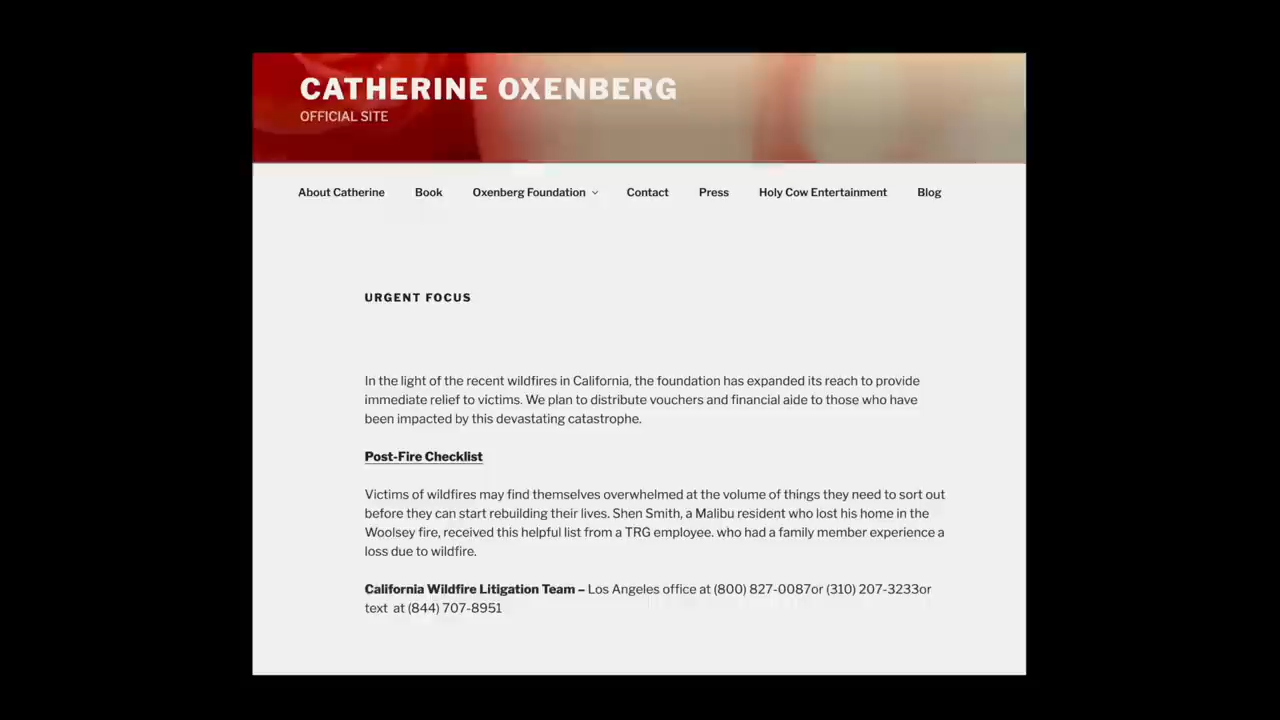 CATHERINE OXENBERG
OFFICIAL SITE
About Catherine Book Oxenberg Foundation Contact Press Holy Cow Entertainment Blog
URGENT FOCUS
In the light of the recent wildfires in California, the foundation has expanded its reach to provide
immediate relief to victims. We plan to distribute vouchers and financial aide to those who have
been impacted by this devastating catastrophe.
Post-Fire Checklist
Victims of wildfires may find themselves overwhelmed at the volume of things they need to sort out
before they can start rebuilding their lives. Shen Smith, a Malibu resident who lost his home in the
Woolsey fire, received this helpful list from a TRG employee. who had a family member experience a
loss due to wildfire.
California Wildfire Litigation Team – Los Angeles office at (800) 827-0087or (310) 207-3233or
text at (844) 707-8951